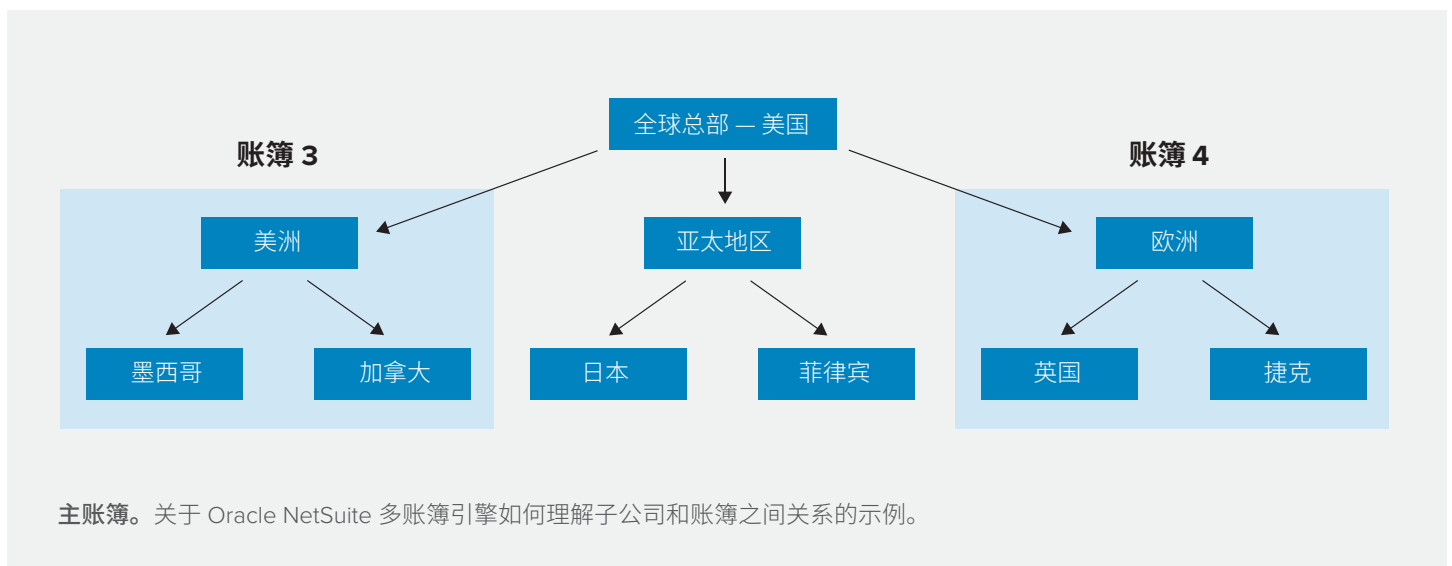 全球总部 — 美国
账簿 3
账簿 4
美洲
亚太地区
欧洲
墨西哥
加拿大
日本
菲律宾
英国
捷克
主账簿。关于 Oracle NetSuite 多账簿引擎如何理解子公司和账簿之间关系的示例。